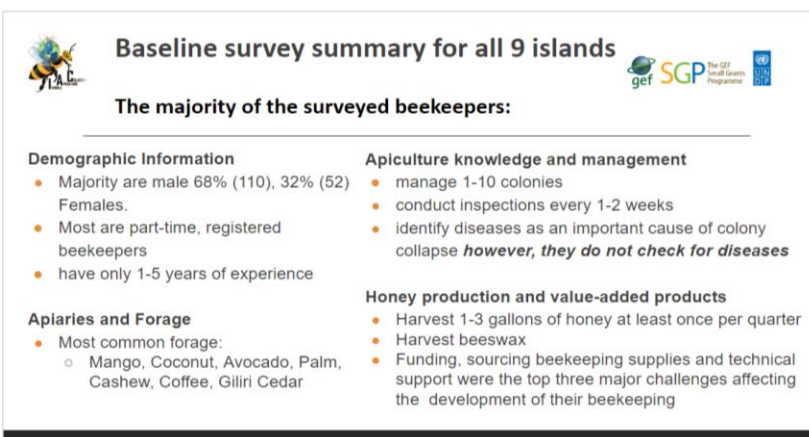 Baseline survey summary for all 9 islands
gef
SGP
The GEF
Small Grants
Programme
U N
D P
The majority of the surveyed beekeepers:
Demographic Information
● Majority are male 68% (110), 32% (52)
Females.
● Most are part-time, registered
beekeepers
● have only 1-5 years of experience
Apiaries and Forage
● Most common forage:
○ Mango, Coconut, Avocado, Palm,
Cashew, Coffee, Giliri Cedar
Apiculture knowledge and management
● manage 1-10 colonies
● conduct inspections every 1-2 weeks
● identify diseases as an important cause of colony
collapse however, they do not check for diseases
Honey production and value-added products
● Harvest 1-3 gallons of honey at least once per quarter
● Harvest beeswax
● Funding, sourcing beekeeping supplies and technical
support were the top three major challenges affecting
the development of their beekeeping